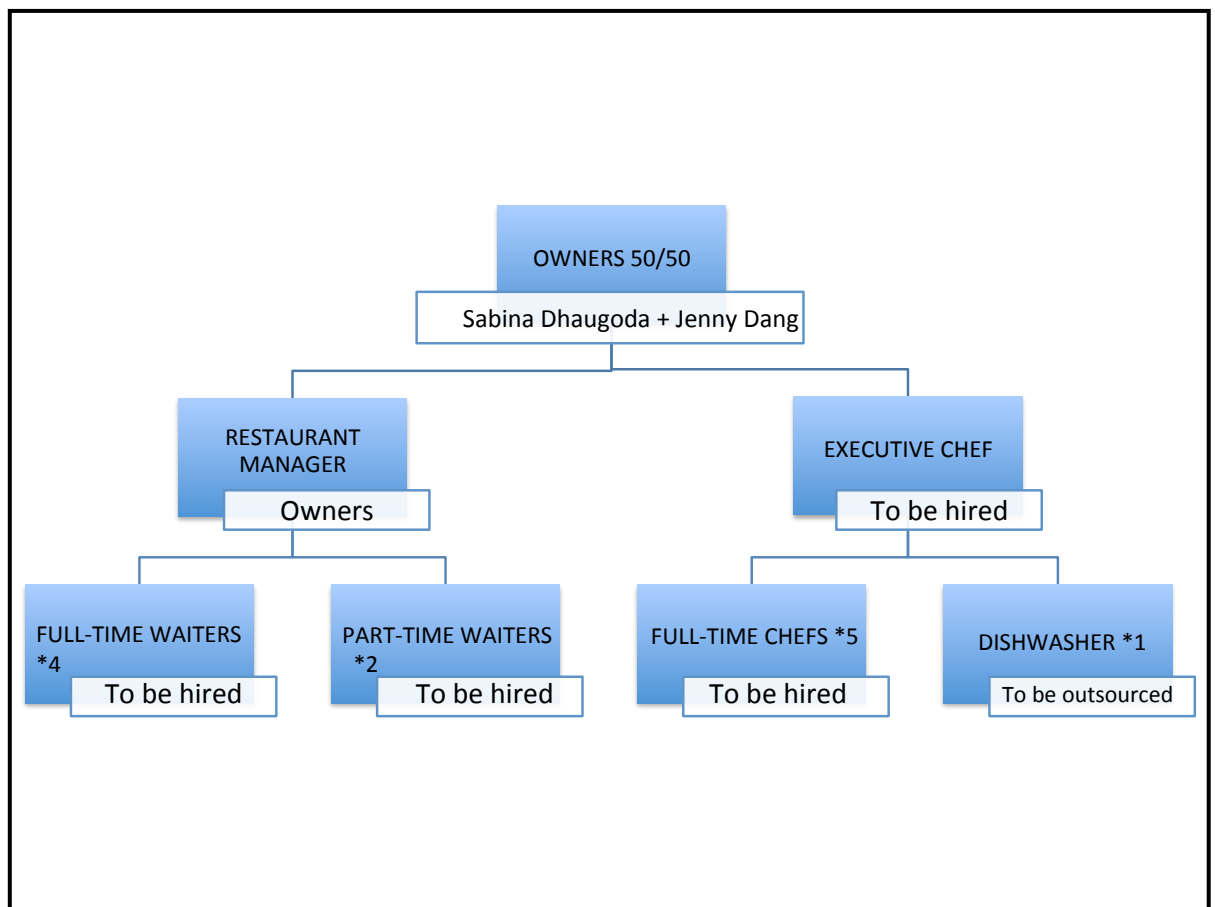 OWNERS 50/50
Sabina Dhaugoda + Jenny Dang
RESTAURANT
MANAGER
Owners
EXECUTIVE CHEF
To be hired
FULL-TIME WAITERS
*4
To be hired
PART-TIME WAITERS
*2
To be hired
FULL-TIME CHEFS *5
To be hired
DISHWASHER *1
To be outsourced